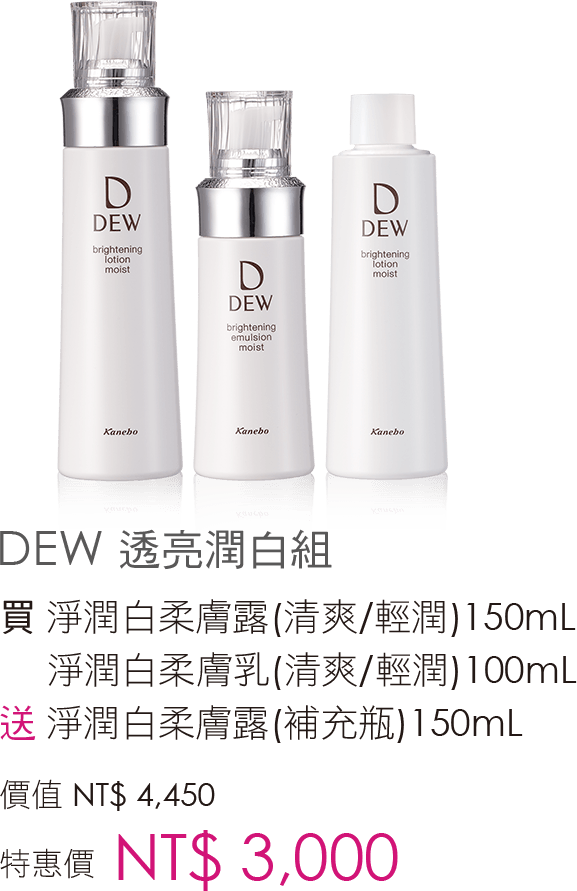 D
DEW
brightening
lotion
moist
Kanebo
D
DEW
brightening
emulsion
moist
Kanebo
D
DEW
brightening
lotion
moist
Kanebo
DEW 透亮潤白組
買 淨潤白柔膚露(清爽/輕潤)150mL
淨潤白柔膚乳(清爽/輕潤)100mL
送 淨潤白柔膚露(補充瓶)150mL
價值 NT$ 4,450
特惠價 NT$ 3,000